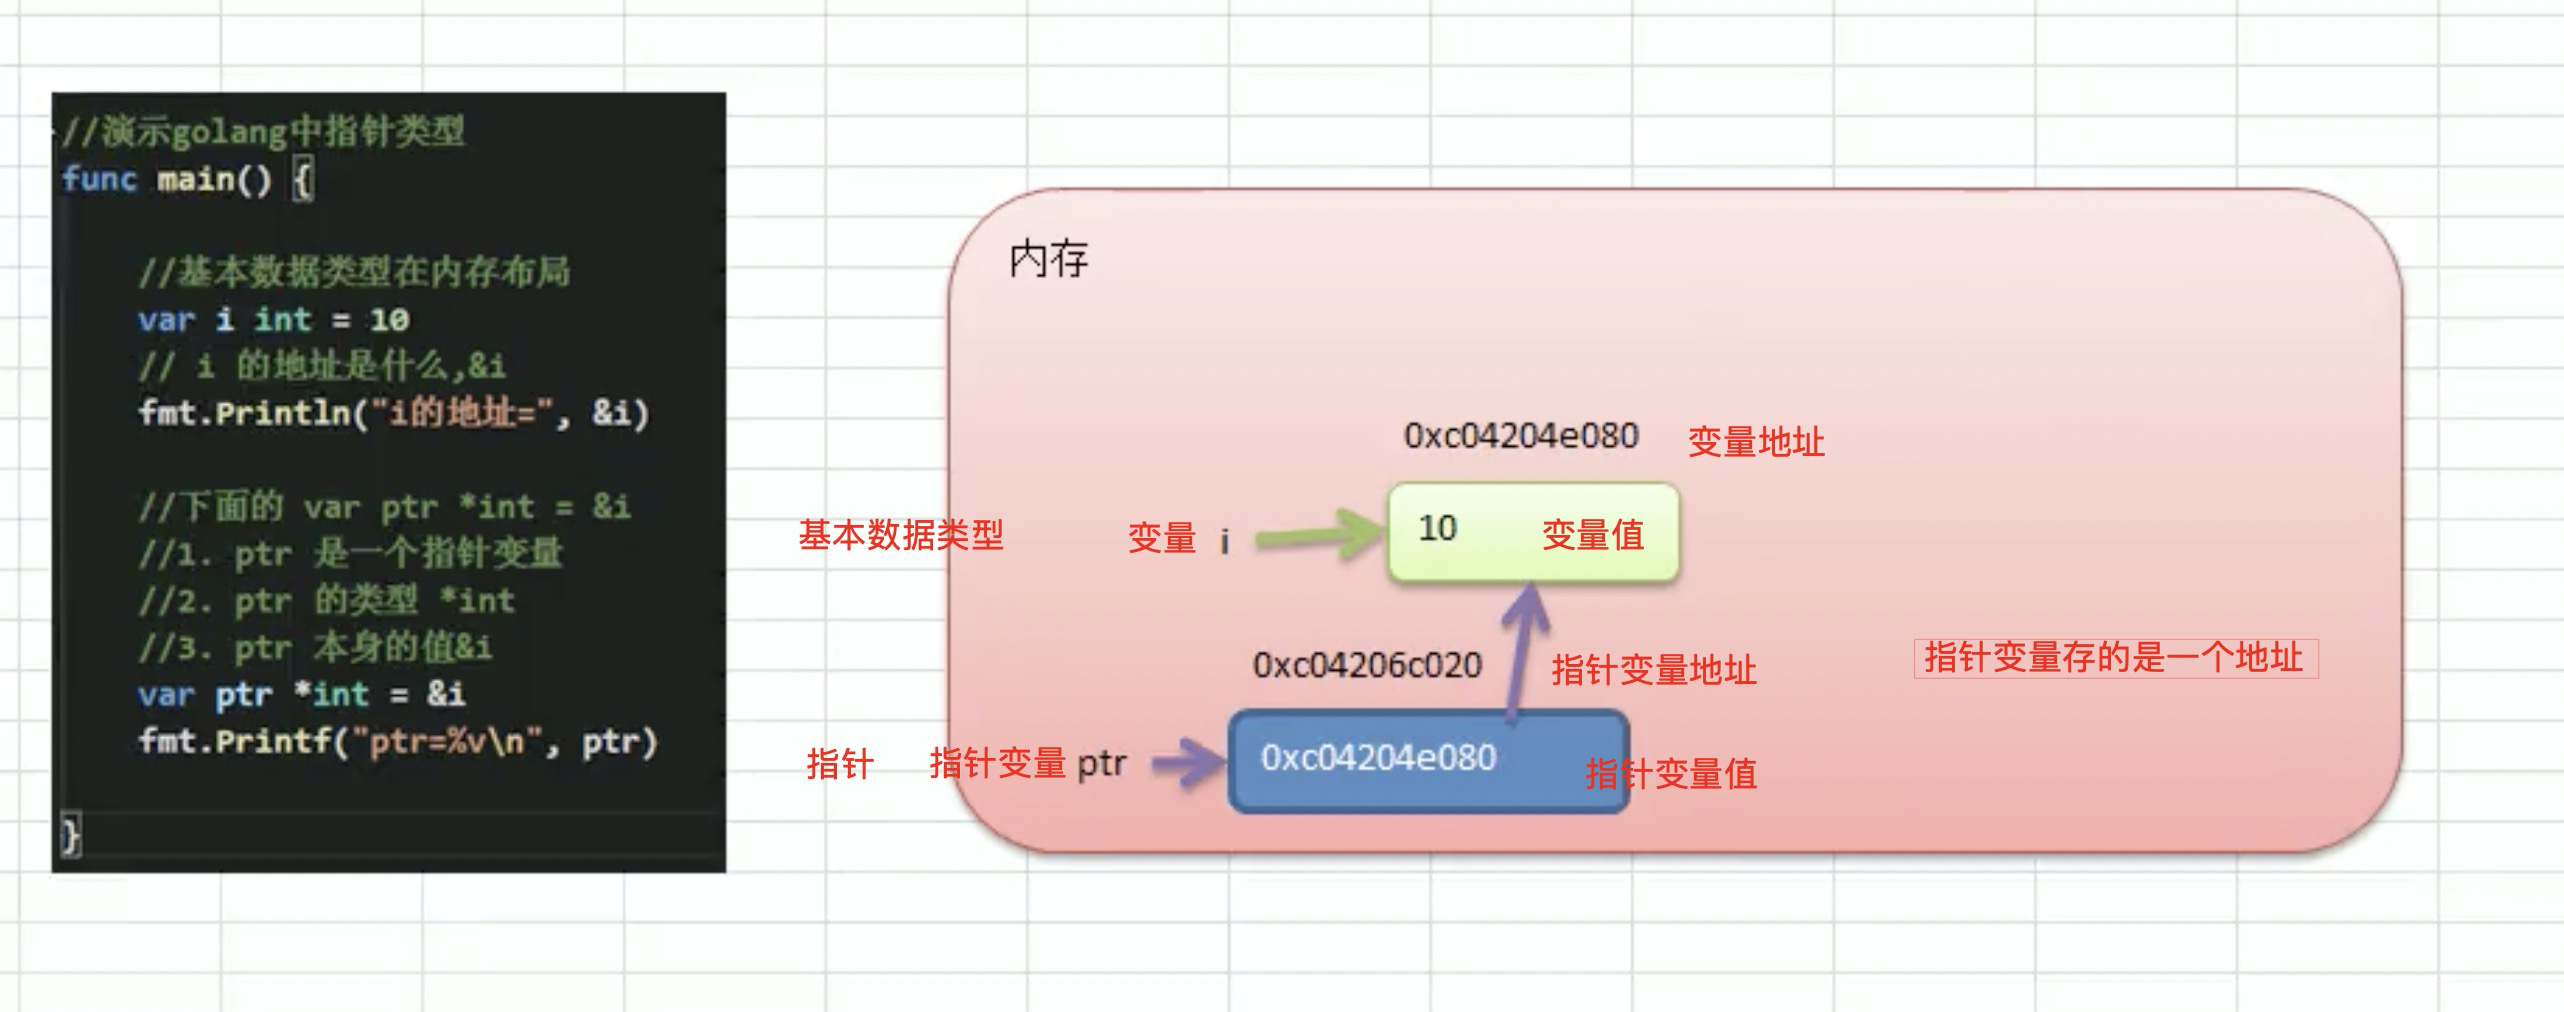 //演示golang中指针类型
func main() {
//基本数据类型在内存布局
var i int = 10
// i 的地址是什么,&i
fmt.Println("i的地址=", &i)
//下面的 var ptr *int = &i
//1. ptr 是一个指针变量
//2. ptr 的类型 *int
//3. ptr 本身的值&i
var ptr *int = &i
fmt.Printf("ptr=%v\n", ptr)
}
内存
0xc04204e080 变量地址
基本数据类型 变量 i 10 变量值
0xc04206c020 指针变量地址 指针变量存的是一个地址
指针 指针变量 ptr 0xc04204e080 指针变量值